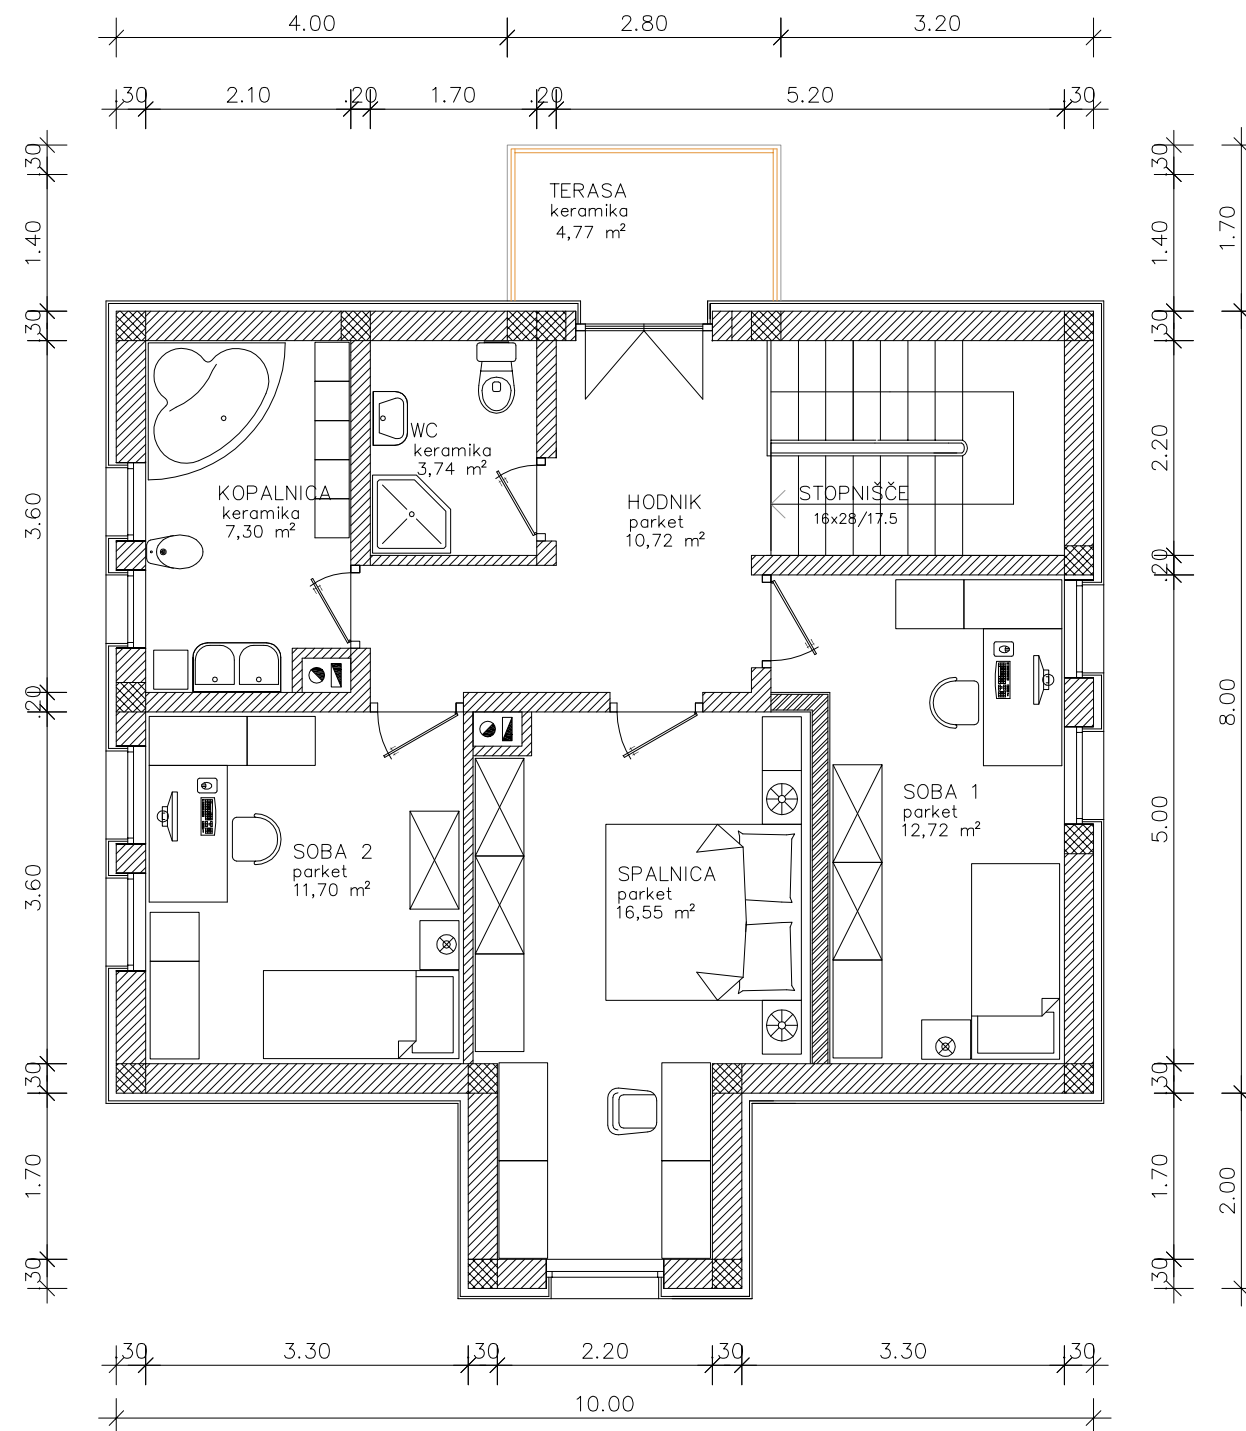 4.00 2.80 3.20
.30 2.10 .20 1.70 .20 5.20 .30
.30
1.40
.30
3.60
.20
3.60
.30
1.70
.30
TERASA
keramika
4,77 m²
WC
keramika
3,74 m²
KOPALNICA
keramika
7,30 m²
HODNIK
parket
10,72 m²
STOPNIŠČE
16x28/17.5
SOBA 1
parket
12,72 m²
SOBA 2
parket
11,70 m²
SPALNICA
parket
16,55 m²
.30
1.40
.30
2.20
.20
5.00
.30
1.70
.30
1.70
8.00
2.00
.30 3.30 .30 2.20 .30 3.30 .30
10.00